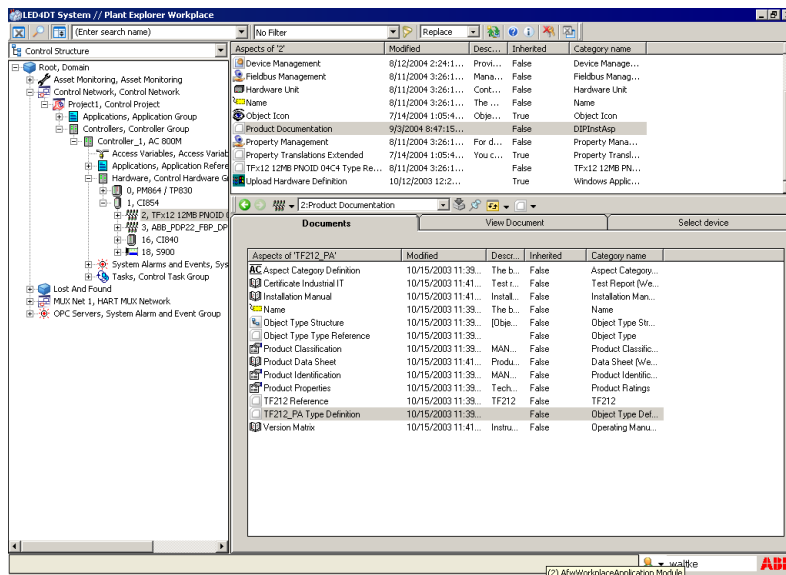 LED4DT System // Plant Explorer Workplace
(Enter search name) No Filter Replace
Control Structure
Root, Domain
Asset Monitoring, Asset Monitoring
Control Network, Control Network
Project1, Control Project
Applications, Application Group
Controllers, Controller Group
Controller_1, AC 800M
Access Variables, Access Variab
Applications, Application Refere
Hardware, Control Hardware G
0, PM864 / TP830
1, CI854
2, TFx12 12MB PNOID (
3, ABB_PDP22_FBP_DP
16, CI840
18, S900
System Alarms and Events, Sys
Tasks, Control Task Group
Lost And Found
MUX Net 1, HART MUX Network
OPC Servers, System Alarm and Event Group
Aspects of '2' Modified Desc... Inherited Category name
Device Management 8/12/2004 2:24:1... Provi... False Device Manage...
Fieldbus Management 8/11/2004 3:26:1... Mana... False Fieldbus Manag...
Hardware Unit 8/11/2004 3:26:1... Cont... False Hardware Unit
Name 8/11/2004 3:26:1... The ... False Name
Object Icon 7/14/2004 1:05:4... Obje... True Object Icon
Product Documentation 9/3/2004 8:47:15... False DIPInstAsp
Property Management 8/11/2004 3:26:1... For d... False Property Mana...
Property Translations Extended 7/14/2004 1:05:4... You c... True Property Transl...
TFx12 12MB PNOID 04C4 Type Re... 8/11/2004 3:26:1... False TFx12 12MB PN...
Upload Hardware Definition 10/12/2003 12:2... True Windows Applic...
2:Product Documentation
Documents View Document Select device
Aspects of 'TF212_PA' Modified Descr... Inherited Category name
AC Aspect Category Definition 10/15/2003 11:39... The b... False Aspect Category...
Certificate Industrial IT 10/15/2003 11:41... Test r... False Test Report (We...
Installation Manual 10/15/2003 11:41... Install... False Installation Man...
Name 10/15/2003 11:39... The b... False Name
Object Type Structure 10/15/2003 11:39... [Obje... False Object Type Str...
Object Type Type Reference 10/15/2003 11:39... False Object Type
Product Classification 10/15/2003 11:39... MAN... False Product Classific...
Product Data Sheet 10/15/2003 11:41... Produ... False Data Sheet (We...
Product Identification 10/15/2003 11:39... MAN... False Product Identific...
Product Properties 10/15/2003 11:39... Tech... False Product Ratings
TF212 Reference 10/15/2003 11:39... TF212 False TF212
TF212_PA Type Definition 10/15/2003 11:39... False Object Type Def...
Version Matrix 10/15/2003 11:41... Instru... False Operating Manu...
waltke ABB
(2) AfwWorkplaceApplication Module